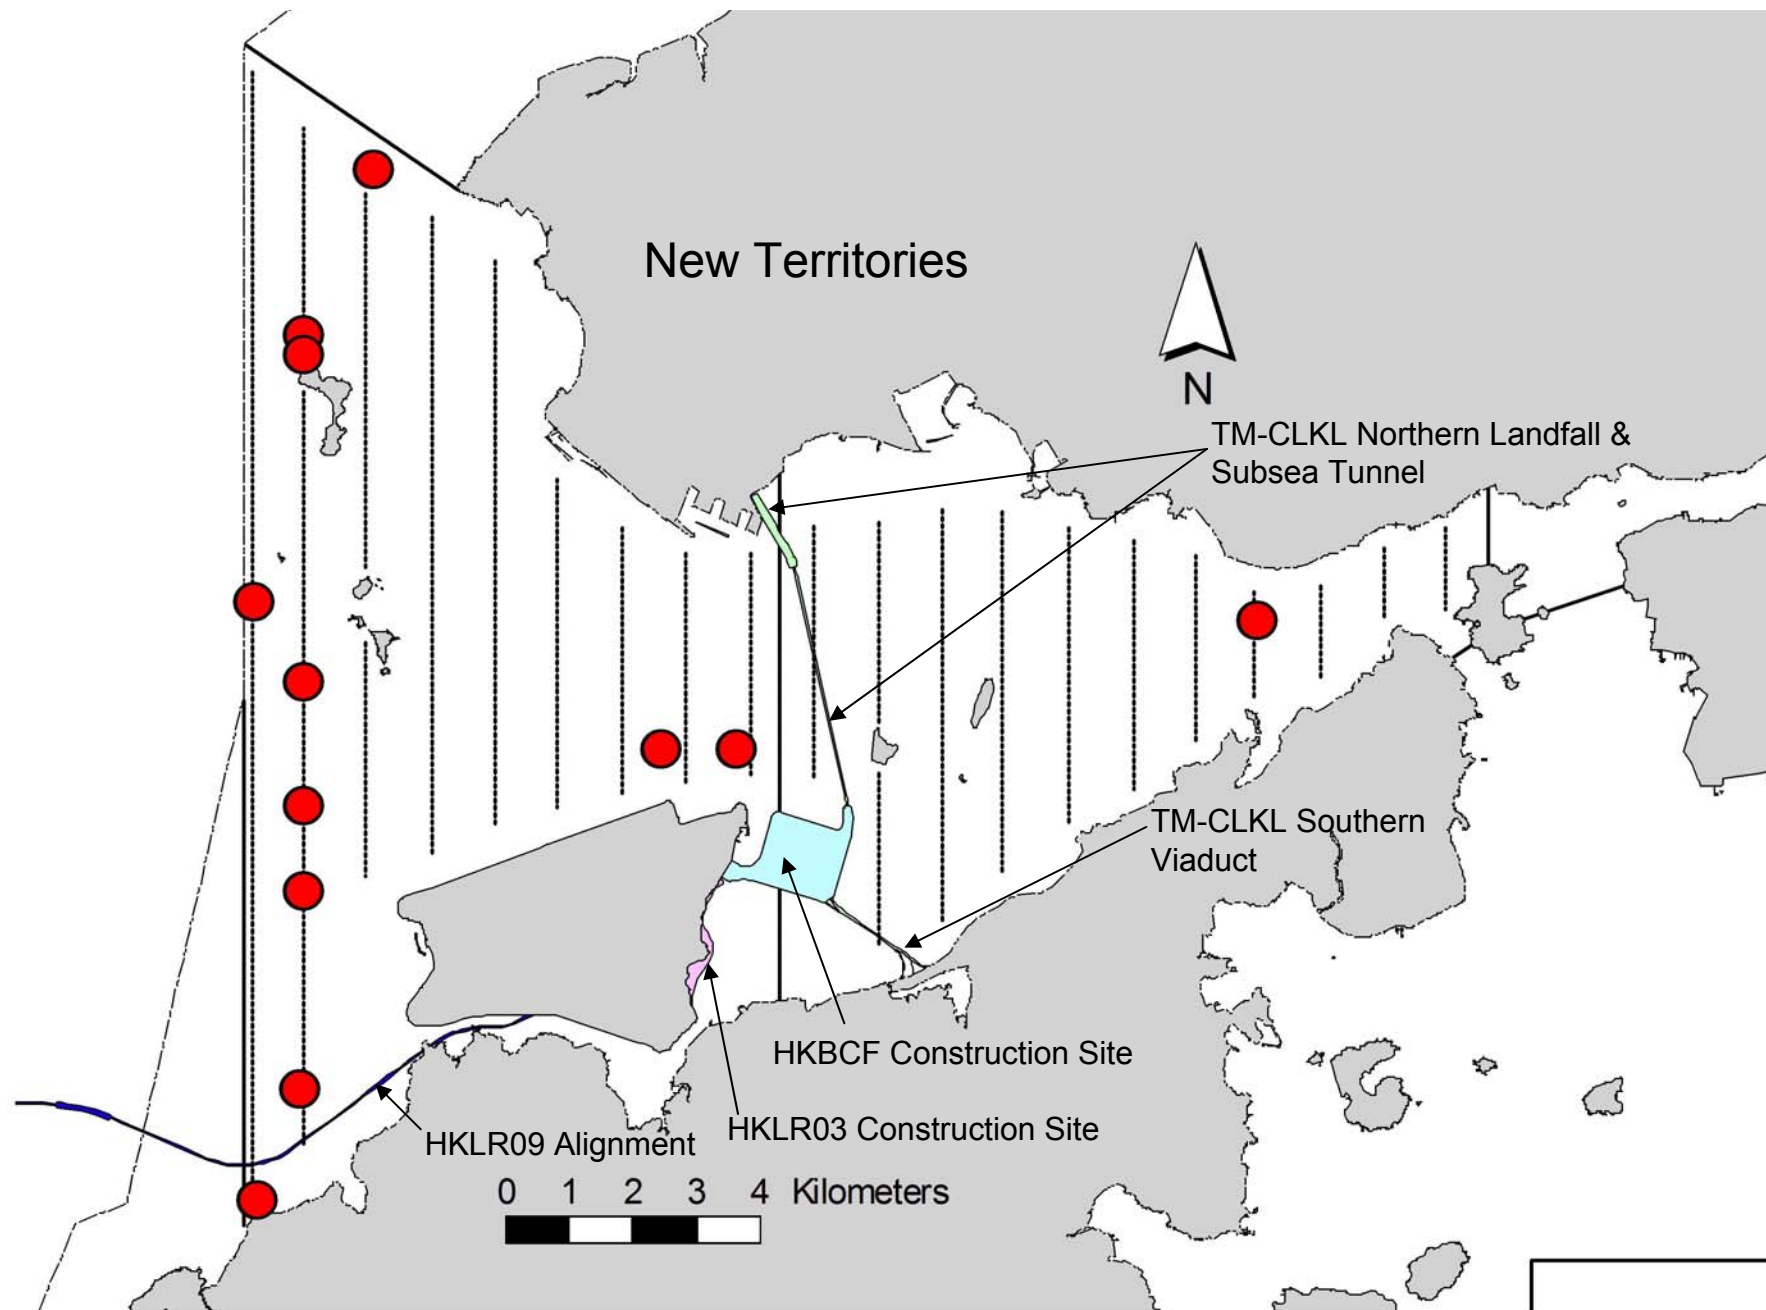 New Territories
N
TM-CLKL Northern Landfall &
Subsea Tunnel
TM-CLKL Southern
Viaduct
HKBCF Construction Site
HKLR03 Construction Site
HKLR09 Alignment
0 1 2 3 4 Kilometers